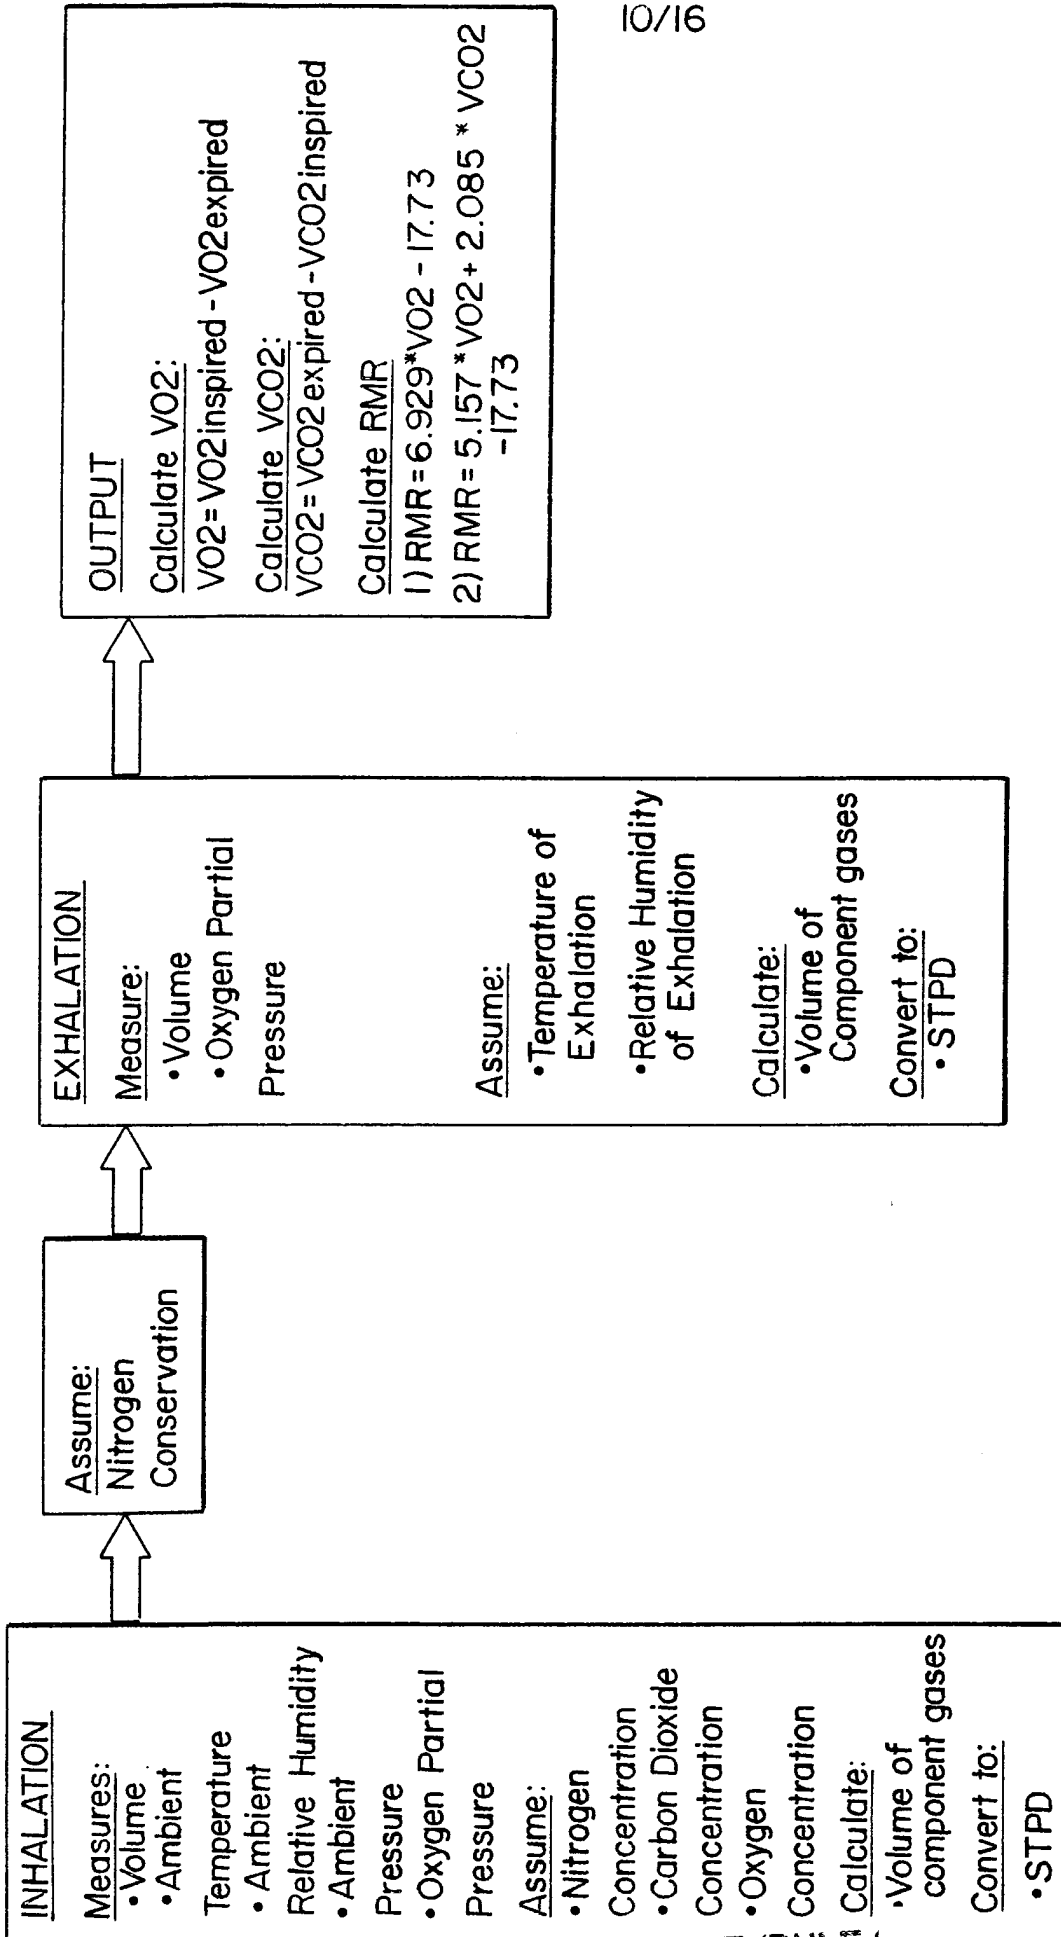 10/16
INHALATION
Measures:
• Volume
• Ambient
Temperature
• Ambient
Relative Humidity
• Ambient
Pressure
• Oxygen Partial
Pressure
Assume:
• Nitrogen
Concentration
• Carbon Dioxide
Concentration
• Oxygen
Concentration
Calculate:
• Volume of
component gases
Convert to:
• STPD
Assume:
Nitrogen
Conservation
EXHALATION
Measure:
• Volume
• Oxygen Partial
Pressure
Assume:
• Temperature of
Exhalation
• Relative Humidity
of Exhalation
Calculate:
• Volume of
Component gases
Convert to:
• STPD
OUTPUT
Calculate VO2:
VO2= VO2inspired - VO2expired
Calculate VCO2:
VCO2= VCO2expired - VCO2inspired
Calculate RMR
1) RMR = 6.929*VO2 - 17.73
2) RMR = 5.157 *VO2+ 2.085 * VCO2
-17.73